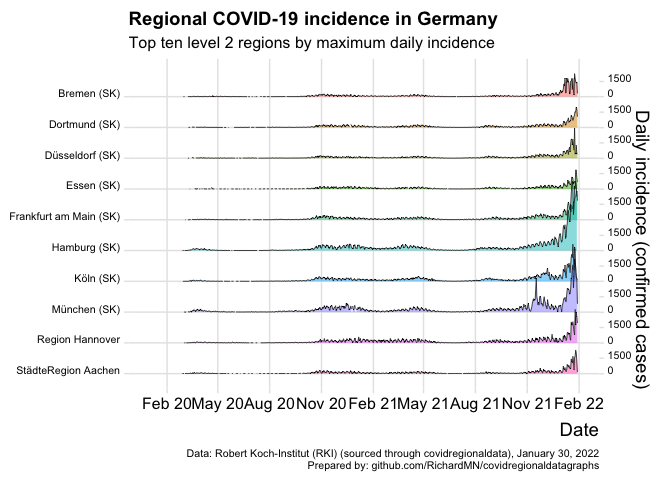 Regional COVID-19 incidence in Germany
Top ten level 2 regions by maximum daily incidence
Bremen (SK)
1500
0
Dortmund (SK)
1500
0
Düsseldorf (SK)
1500
0
Essen (SK)
1500
0
Frankfurt am Main (SK)
1500
0
Hamburg (SK)
1500
0
Köln (SK)
1500
0
München (SK)
1500
0
Region Hannover
1500
0
StädteRegion Aachen
1500
0
Daily incidence (confirmed cases)
Feb 20 May 20 Aug 20 Nov 20 Feb 21 May 21 Aug 21 Nov 21 Feb 22
Date
Data: Robert Koch-Institut (RKI) (sourced through covidregionaldata), January 30, 2022
Prepared by: github.com/RichardMN/covidregionaldatagraphs